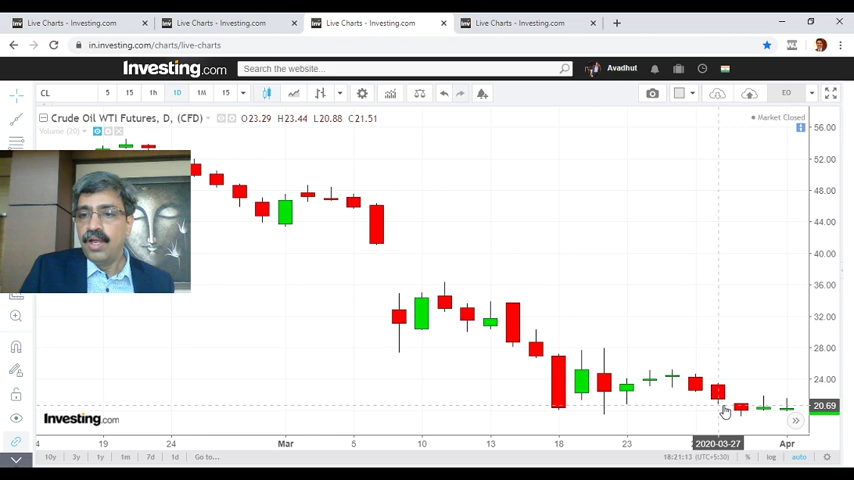 Live Charts - Investing.com
Live Charts - Investing.com
Live Charts - Investing.com
Live Charts - Investing.com
in.investing.com/charts/live-charts
Investing.com
Search the website...
Avadhut
CL 5 15 1h 1D 1M 15 EO
Crude Oil WTI Futures, D, (CFD)
O23.29 H23.44 L20.88 C21.51
Market Closed
Volume (20)
56.00
52.00
48.00
44.00
40.00
36.00
32.00
28.00
24.00
20.69
Investing.com
19 24 Mar 5 10 13 18 23 2020-03-27 Apr
10y 3y 1y 1m 7d 1d Go to... 18:21:13 (UTC+5:30) % log auto